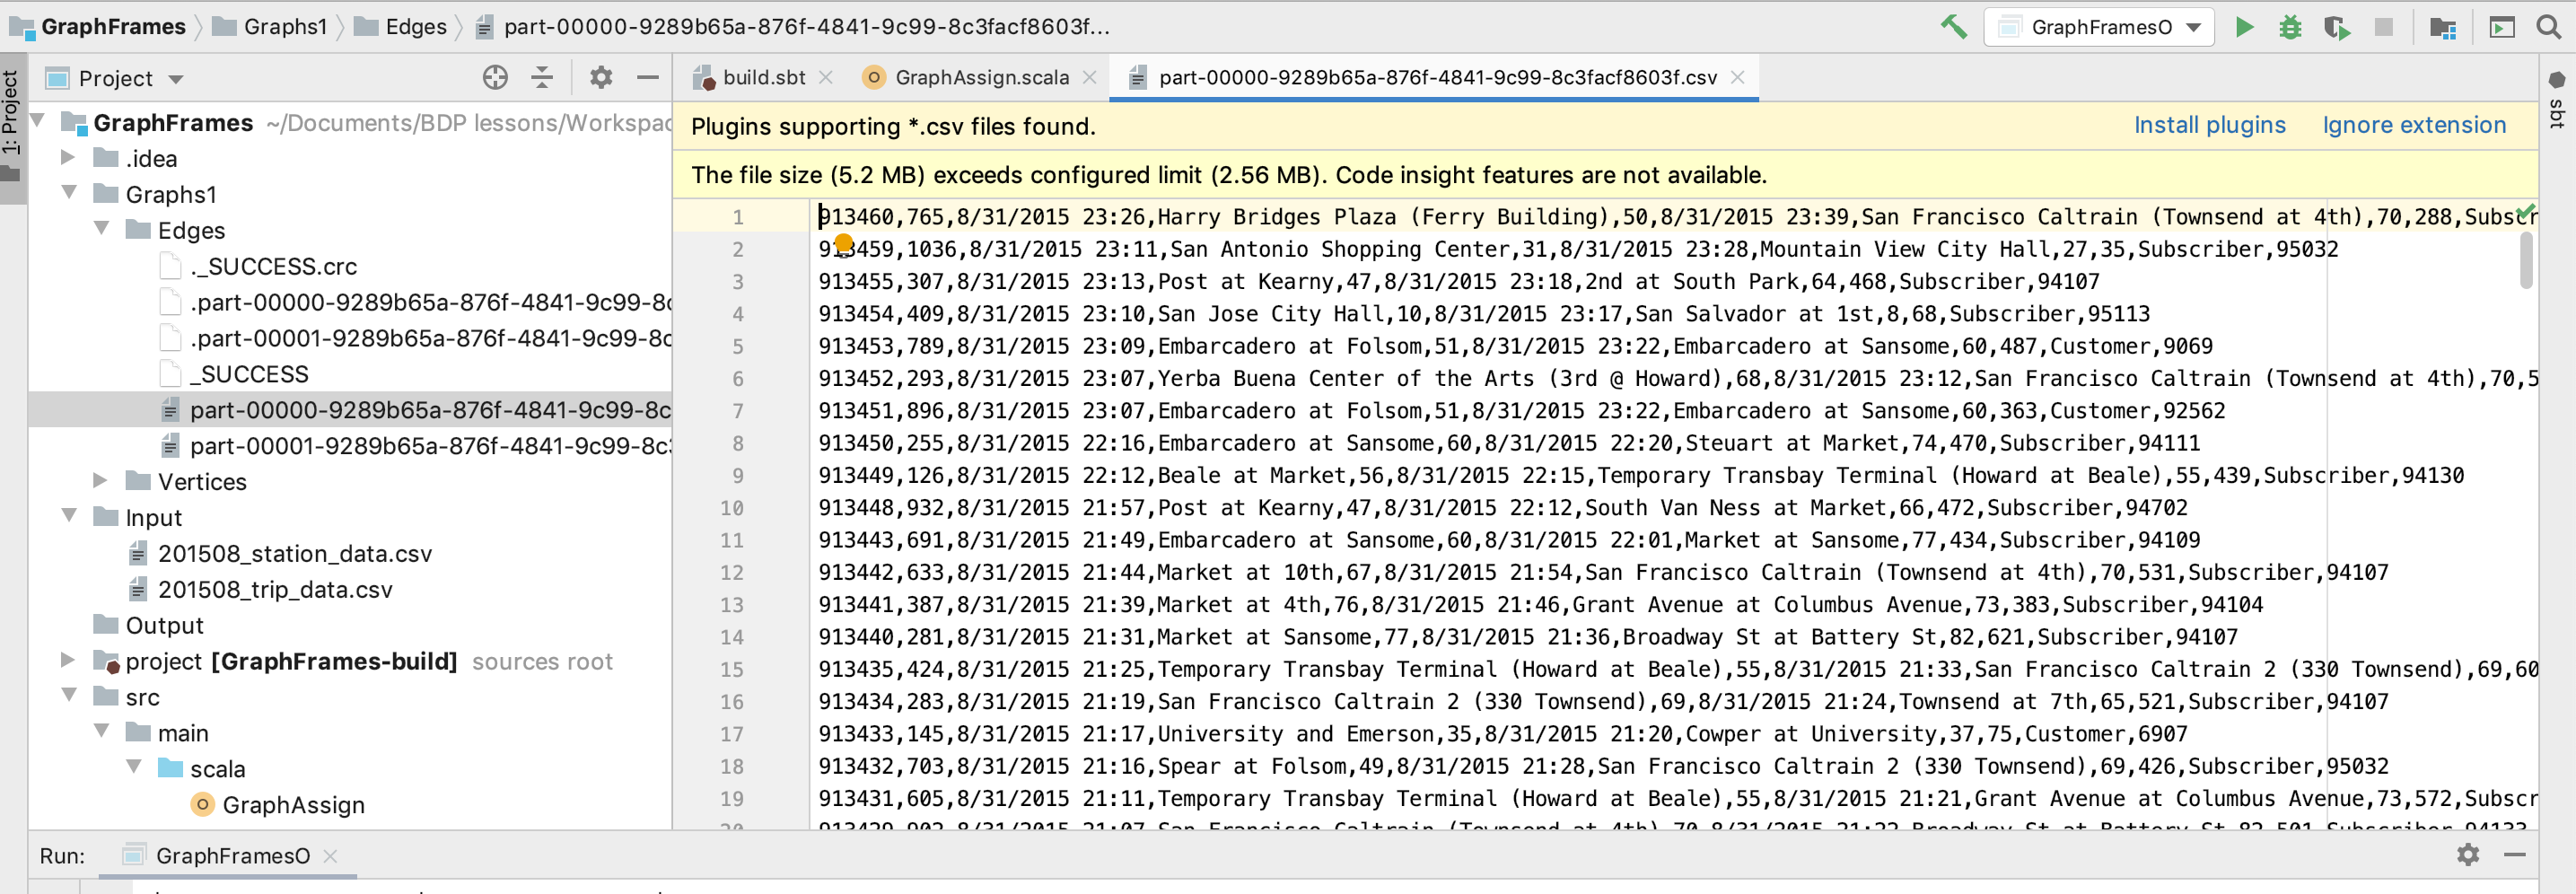 GraphFrames Graphs1 Edges part-00000-9289b65a-876f-4841-9c99-8c3facf8603f...
GraphFramesO
1: Project
Project
build.sbt
GraphAssign.scala
part-00000-9289b65a-876f-4841-9c99-8c3facf8603f.csv
sbt
GraphFrames ~/Documents/BDP lessons/Workspac
.idea
Graphs1
Edges
._SUCCESS.crc
.part-00000-9289b65a-876f-4841-9c99-8c
.part-00001-9289b65a-876f-4841-9c99-8c
_SUCCESS
part-00000-9289b65a-876f-4841-9c99-8c
part-00001-9289b65a-876f-4841-9c99-8c3
Vertices
Input
201508_station_data.csv
201508_trip_data.csv
Output
project [GraphFrames-build] sources root
src
main
scala
GraphAssign
Plugins supporting *.csv files found. Install plugins Ignore extension
The file size (5.2 MB) exceeds configured limit (2.56 MB). Code insight features are not available.
1 913460,765,8/31/2015 23:26,Harry Bridges Plaza (Ferry Building),50,8/31/2015 23:39,San Francisco Caltrain (Townsend at 4th),70,288,Subscr
2 913459,1036,8/31/2015 23:11,San Antonio Shopping Center,31,8/31/2015 23:28,Mountain View City Hall,27,35,Subscriber,95032
3 913455,307,8/31/2015 23:13,Post at Kearny,47,8/31/2015 23:18,2nd at South Park,64,468,Subscriber,94107
4 913454,409,8/31/2015 23:10,San Jose City Hall,10,8/31/2015 23:17,San Salvador at 1st,8,68,Subscriber,95113
5 913453,789,8/31/2015 23:09,Embarcadero at Folsom,51,8/31/2015 23:22,Embarcadero at Sansome,60,487,Customer,9069
6 913452,293,8/31/2015 23:07,Yerba Buena Center of the Arts (3rd @ Howard),68,8/31/2015 23:12,San Francisco Caltrain (Townsend at 4th),70,5
7 913451,896,8/31/2015 23:07,Embarcadero at Folsom,51,8/31/2015 23:22,Embarcadero at Sansome,60,363,Customer,92562
8 913450,255,8/31/2015 22:16,Embarcadero at Sansome,60,8/31/2015 22:20,Steuart at Market,74,470,Subscriber,94111
9 913449,126,8/31/2015 22:12,Beale at Market,56,8/31/2015 22:15,Temporary Transbay Terminal (Howard at Beale),55,439,Subscriber,94130
10 913448,932,8/31/2015 21:57,Post at Kearny,47,8/31/2015 22:12,South Van Ness at Market,66,472,Subscriber,94702
11 913443,691,8/31/2015 21:49,Embarcadero at Sansome,60,8/31/2015 22:01,Market at Sansome,77,434,Subscriber,94109
12 913442,633,8/31/2015 21:44,Market at 10th,67,8/31/2015 21:54,San Francisco Caltrain (Townsend at 4th),70,531,Subscriber,94107
13 913441,387,8/31/2015 21:39,Market at 4th,76,8/31/2015 21:46,Grant Avenue at Columbus Avenue,73,383,Subscriber,94104
14 913440,281,8/31/2015 21:31,Market at Sansome,77,8/31/2015 21:36,Broadway St at Battery St,82,621,Subscriber,94107
15 913435,424,8/31/2015 21:25,Temporary Transbay Terminal (Howard at Beale),55,8/31/2015 21:33,San Francisco Caltrain 2 (330 Townsend),69,60
16 913434,283,8/31/2015 21:19,San Francisco Caltrain 2 (330 Townsend),69,8/31/2015 21:24,Townsend at 7th,65,521,Subscriber,94107
17 913433,145,8/31/2015 21:17,University and Emerson,35,8/31/2015 21:20,Cowper at University,37,75,Customer,6907
18 913432,703,8/31/2015 21:16,Spear at Folsom,49,8/31/2015 21:28,San Francisco Caltrain 2 (330 Townsend),69,426,Subscriber,95032
19 913431,605,8/31/2015 21:11,Temporary Transbay Terminal (Howard at Beale),55,8/31/2015 21:21,Grant Avenue at Columbus Avenue,73,572,Subscr
20 913429,902,8/31/2015 21:07,San Francisco Caltrain (Townsend at 4th),70,8/31/2015 21:22,Broadway St at Battery St,82,501,Subscriber,94133
Run: GraphFramesO